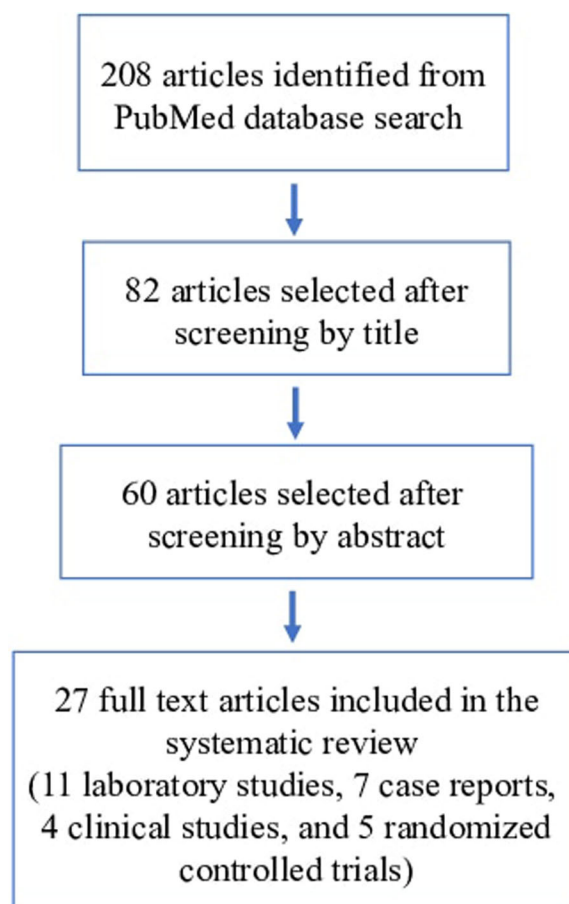 208 articles identified from
PubMed database search
82 articles selected after
screening by title
60 articles selected after
screening by abstract
27 full text articles included in the
systematic review
(11 laboratory studies, 7 case reports,
4 clinical studies, and 5 randomized
controlled trials)